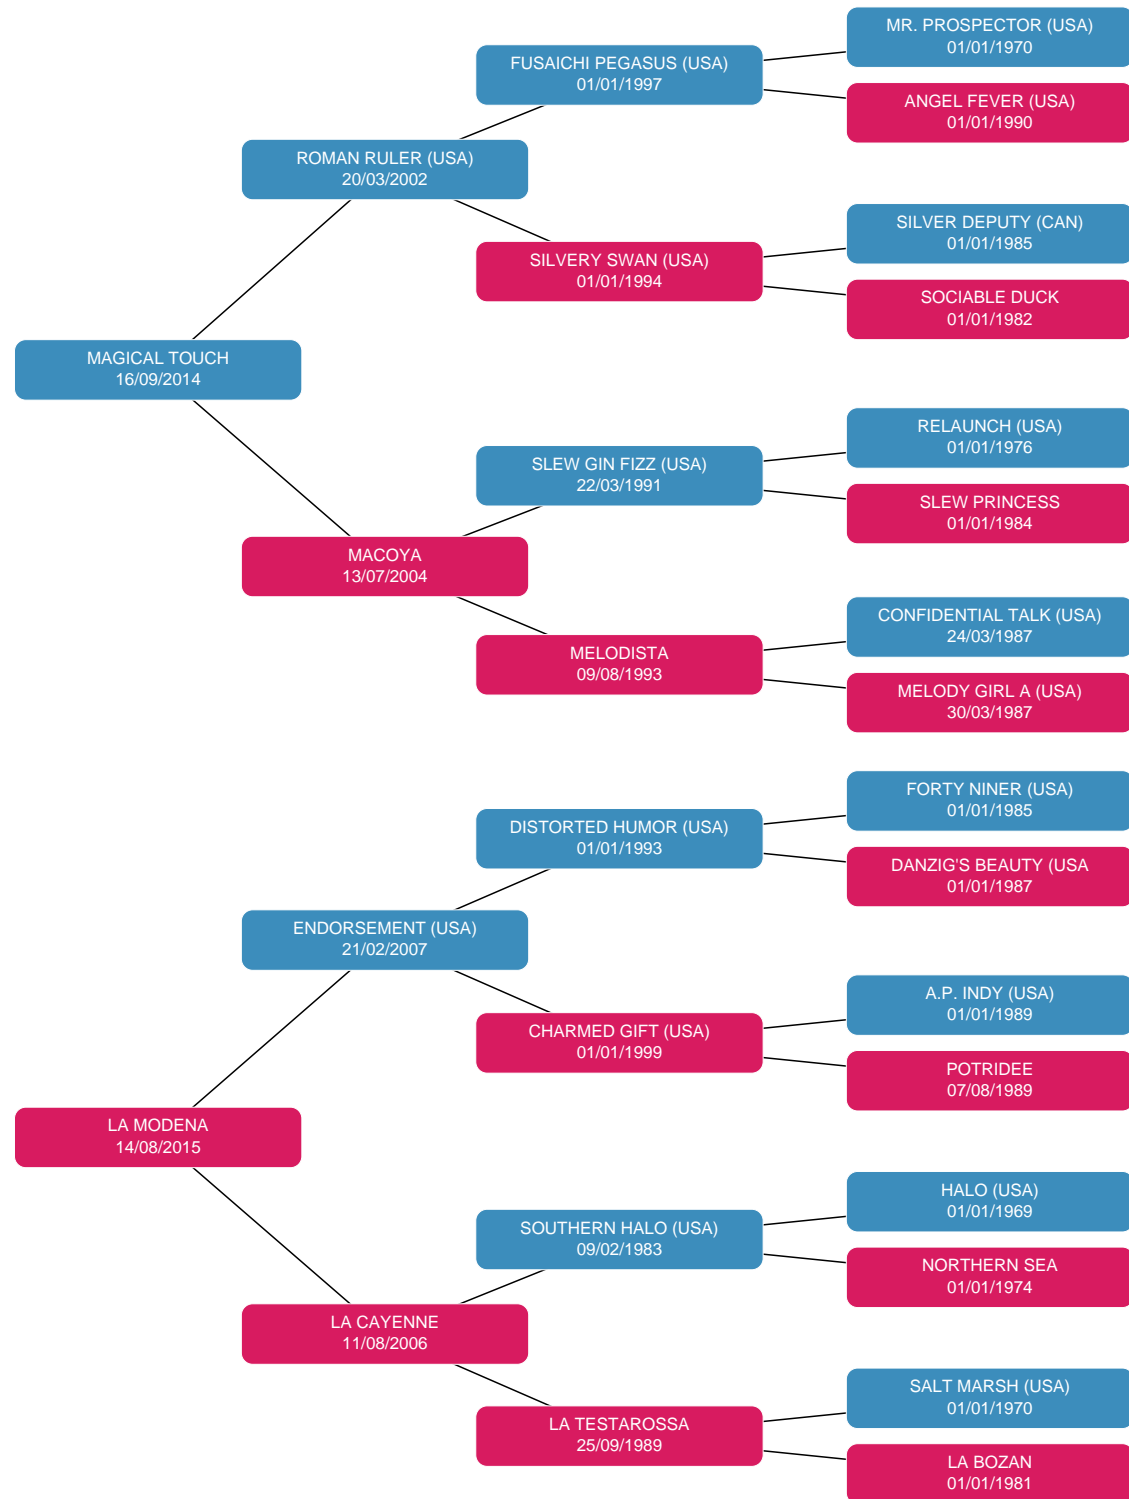 MR. PROSPECTOR (USA)
01/01/1970
FUSAICHI PEGASUS (USA)
01/01/1997
ANGEL FEVER (USA)
01/01/1990
ROMAN RULER (USA)
20/03/2002
SILVER DEPUTY (CAN)
01/01/1985
SILVERY SWAN (USA)
01/01/1994
SOCIABLE DUCK
01/01/1982
MAGICAL TOUCH
16/09/2014
RELAUNCH (USA)
01/01/1976
SLEW GIN FIZZ (USA)
22/03/1991
SLEW PRINCESS
01/01/1984
MACOYA
13/07/2004
CONFIDENTIAL TALK (USA)
24/03/1987
MELODISTA
09/08/1993
MELODY GIRL A (USA)
30/03/1987
FORTY NINER (USA)
01/01/1985
DISTORTED HUMOR (USA)
01/01/1993
DANZIG'S BEAUTY (USA
01/01/1987
ENDORSEMENT (USA)
21/02/2007
A.P. INDY (USA)
01/01/1989
CHARMED GIFT (USA)
01/01/1999
POTRIDEE
07/08/1989
LA MODENA
14/08/2015
HALO (USA)
01/01/1969
SOUTHERN HALO (USA)
09/02/1983
NORTHERN SEA
01/01/1974
LA CAYENNE
11/08/2006
SALT MARSH (USA)
01/01/1970
LA TESTAROSSA
25/09/1989
LA BOZAN
01/01/1981